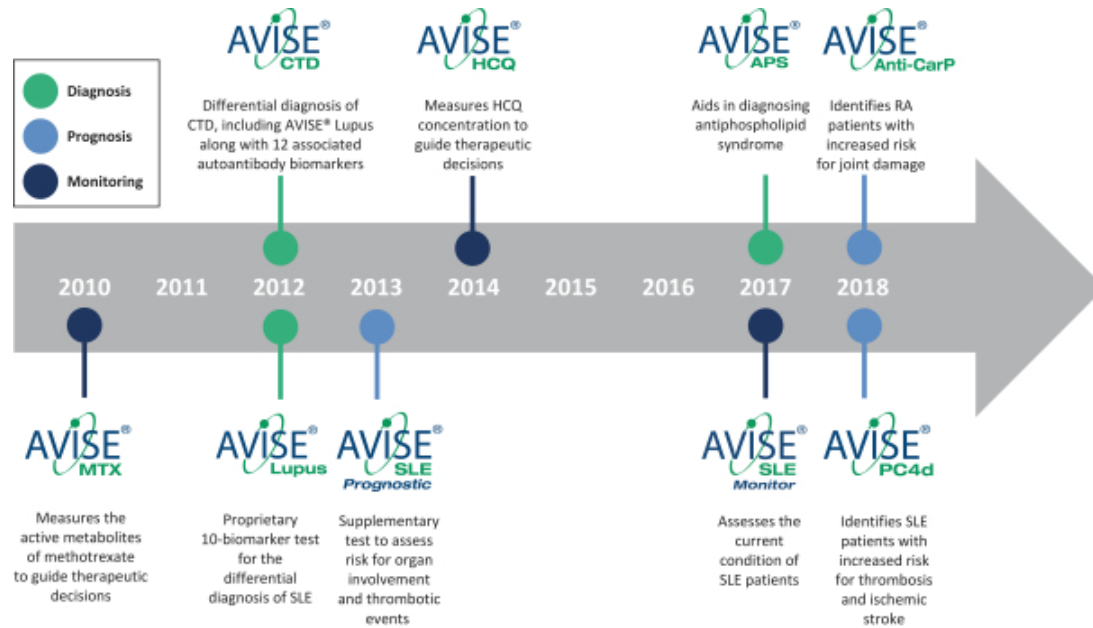 Diagnosis
Prognosis
Monitoring
AVISE®
CTD
Differential diagnosis of
CTD, including AVISE® Lupus
along with 12 associated
autoantibody biomarkers
AVISE®
HCQ
Measures HCQ
concentration to
guide therapeutic
decisions
AVISE®
APS
Aids in diagnosing
antiphospholipid
syndrome
AVISE®
Anti-CarP
Identifies RA
patients with
increased risk
for joint damage
2010 2011 2012 2013 2014 2015 2016 2017 2018
AVISE®
MTX
Measures the
active metabolites
of methotrexate
to guide therapeutic
decisions
AVISE®
Lupus
Proprietary
10-biomarker test
for the
differential
diagnosis of SLE
AVISE®
SLE
Prognostic
Supplementary
test to assess
risk for organ
involvement
and thrombotic
events
AVISE®
SLE
Monitor
Assesses the
current
condition of
SLE patients
AVISE®
PC4d
Identifies SLE
patients with
increased risk
for thrombosis
and ischemic
stroke